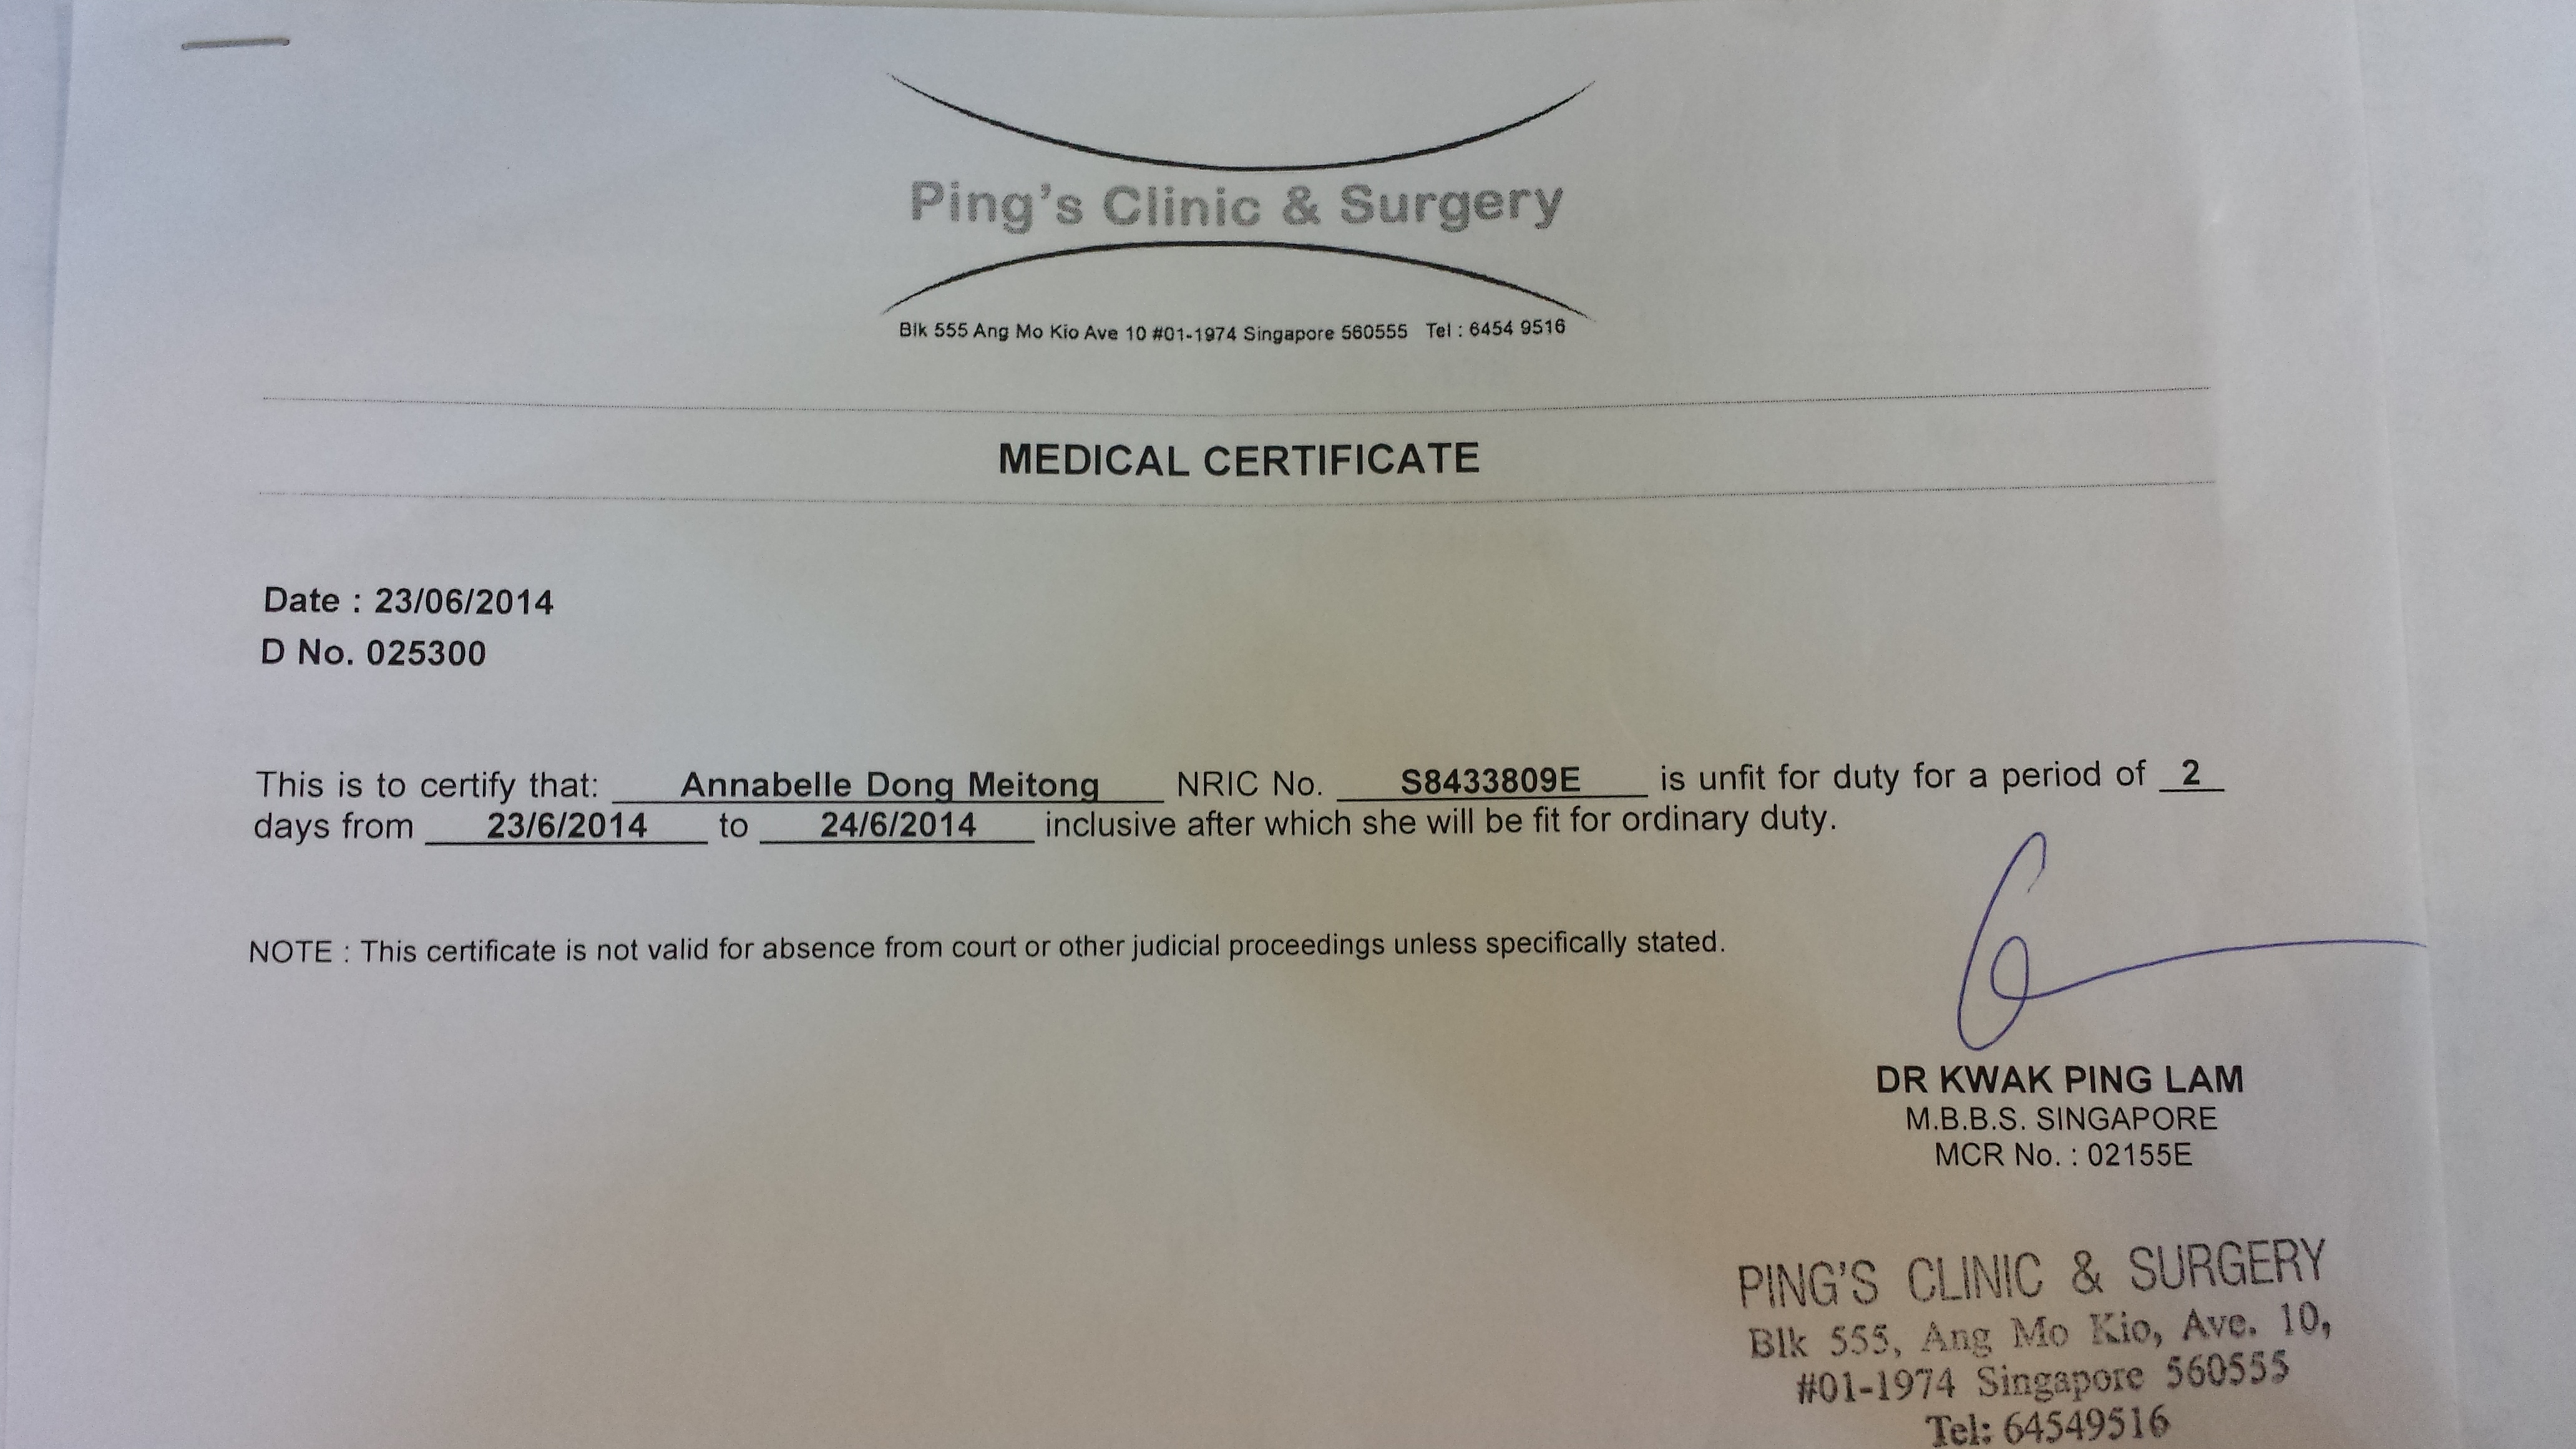 Ping's Clinic & Surgery
Blk 555 Ang Mo Kio Ave 10 #01-1974 Singapore 560555 Tel : 6454 9516
MEDICAL CERTIFICATE
Date : 23/06/2014
D No. 025300
This is to certify that: Annabelle Dong Meitong NRIC No. S8433809E is unfit for duty for a period of 2
days from 23/6/2014 to 24/6/2014 inclusive after which she will be fit for ordinary duty.
NOTE : This certificate is not valid for absence from court or other judicial proceedings unless specifically stated.
DR KWAK PING LAM
M.B.B.S. SINGAPORE
MCR No. : 02155E
PING'S CLINIC & SURGERY
Blk 555, Ang Mo Kio, Ave. 10,
#01-1974 Singapore 560555
Tel: 64549516